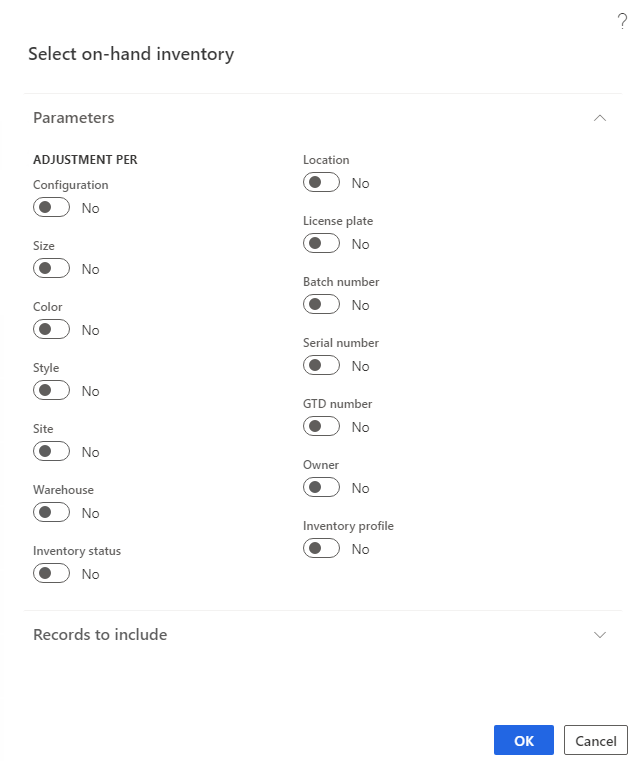 ?
Select on-hand inventory
Parameters
ADJUSTMENT PER
Configuration
No
Size
No
Color
No
Style
No
Site
No
Warehouse
No
Inventory status
No
Location
No
License plate
No
Batch number
No
Serial number
No
GTD number
No
Owner
No
Inventory profile
No
Records to include
OK
Cancel